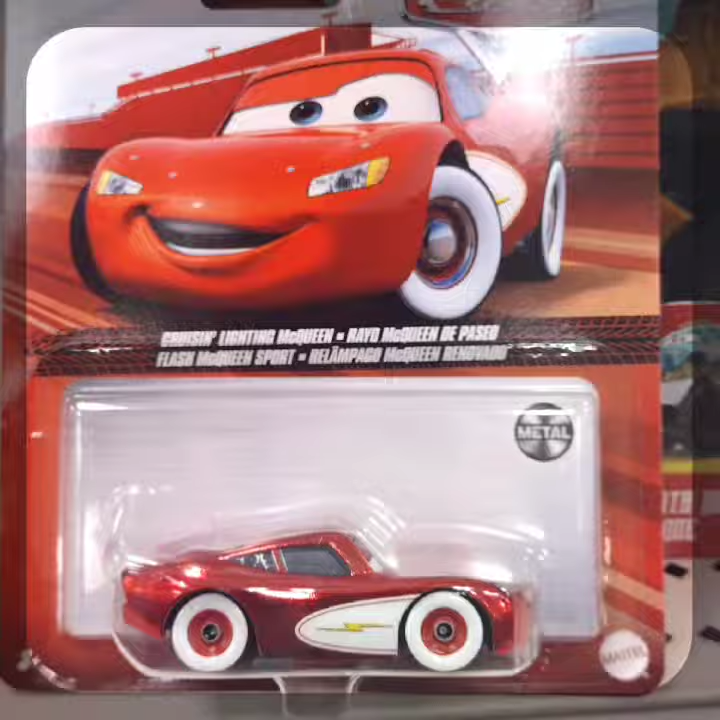 CRUISIN' LIGHTING McQUEEN • RAYO McQUEEN DE PASEO
FLASH McQUEEN SPORT • RELÂMPAGO McQUEEN RENOVADO
METAL
MATTEL